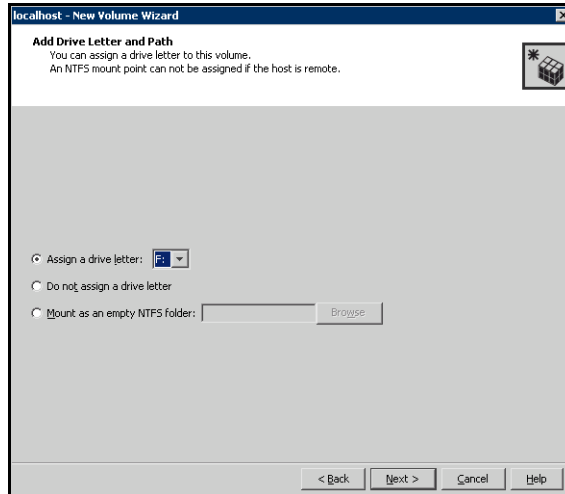 localhost - New Volume Wizard
Add Drive Letter and Path
You can assign a drive letter to this volume.
An NTFS mount point can not be assigned if the host is remote.
Assign a drive letter: F:
Do not assign a drive letter
Mount as an empty NTFS folder: Browse
< Back Next > Cancel Help